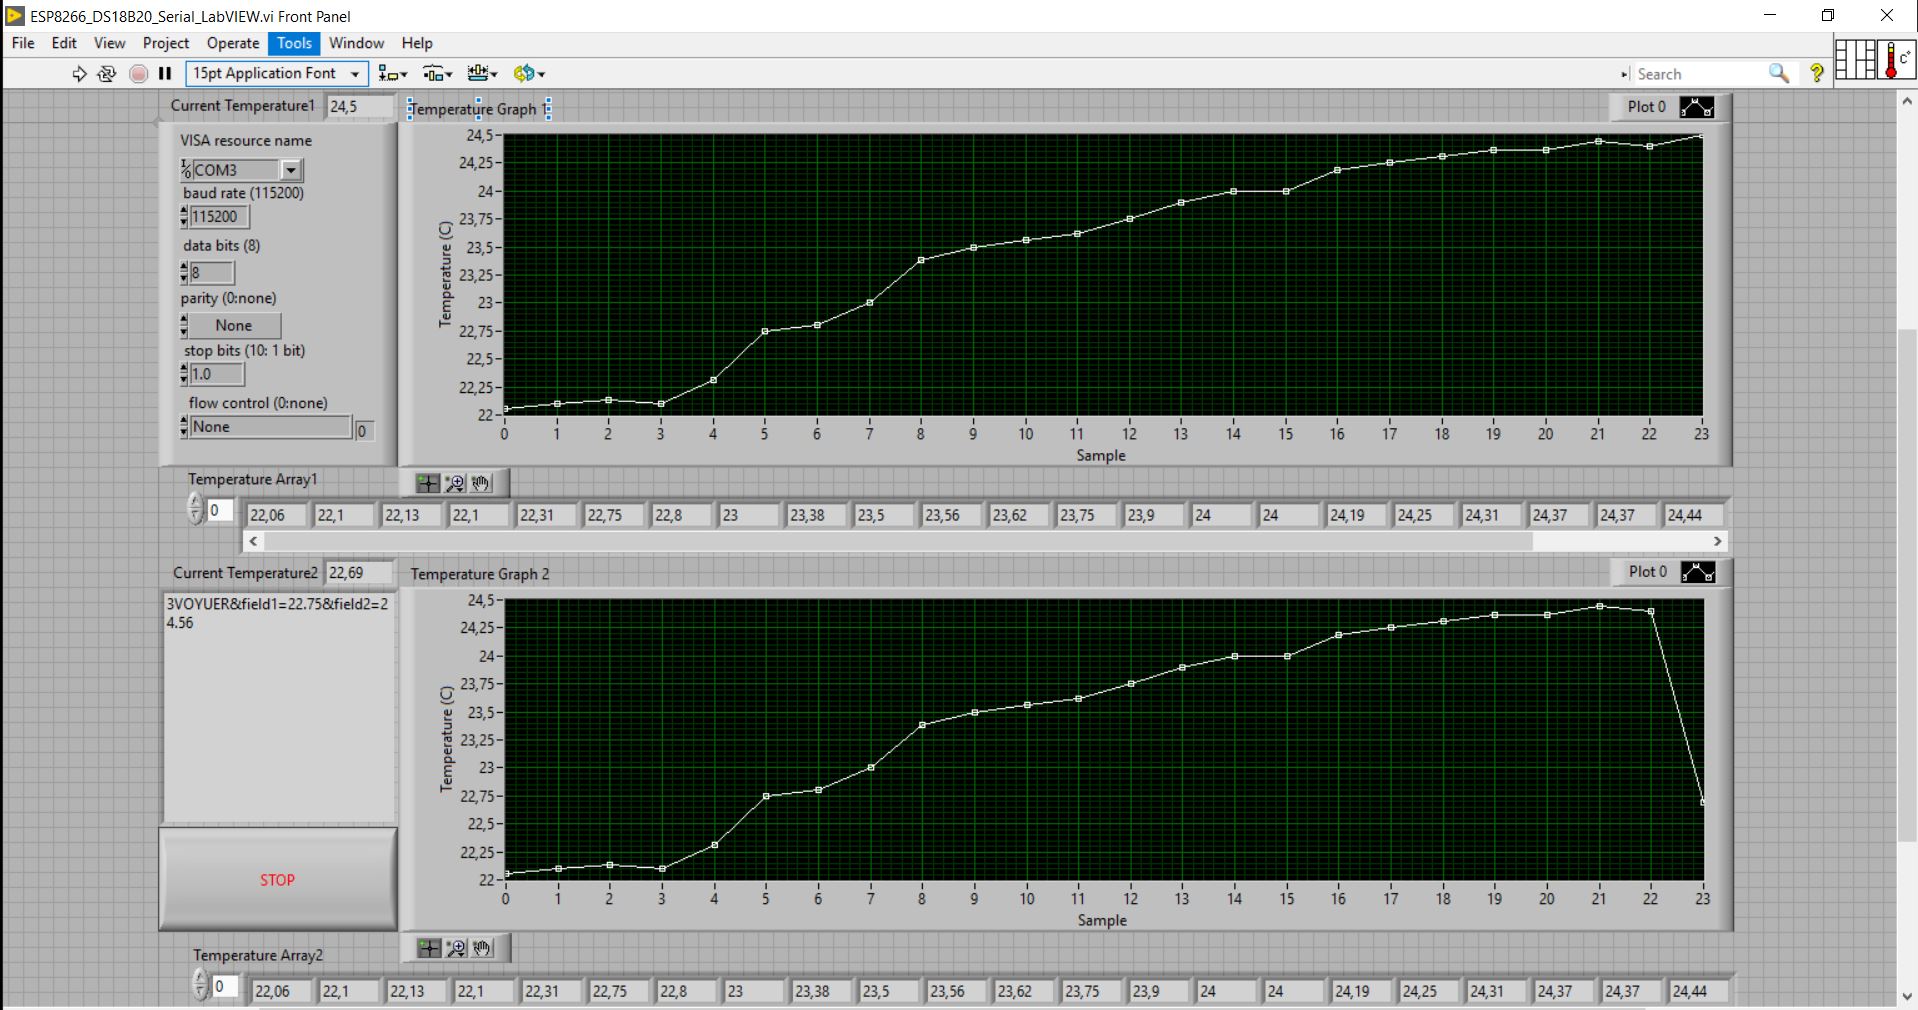 ESP8266_DS18B20_Serial_LabVIEW.vi Front Panel
File Edit View Project Operate Tools Window Help
15pt Application Font
Search
?
C°
Current Temperature1 24,5
Temperature Graph 1
Plot 0
VISA resource name
I/O COM3
baud rate (115200)
115200
data bits (8)
8
parity (0:none)
None
stop bits (10: 1 bit)
1.0
flow control (0:none)
None 0
Temperature (C)
24,5
24,25
24
23,75
23,5
23,25
23
22,75
22,5
22,25
22
0 1 2 3 4 5 6 7 8 9 10 11 12 13 14 15 16 17 18 19 20 21 22 23
Sample
Temperature Array1
0 22,06 22,1 22,13 22,1 22,31 22,75 22,8 23 23,38 23,5 23,56 23,62 23,75 23,9 24 24 24,19 24,25 24,31 24,37 24,37 24,44
Current Temperature2 22,69
Temperature Graph 2
Plot 0
3VOYUER&field1=22.75&field2=2
4.56
STOP
Temperature (C)
24,5
24,25
24
23,75
23,5
23,25
23
22,75
22,5
22,25
22
0 1 2 3 4 5 6 7 8 9 10 11 12 13 14 15 16 17 18 19 20 21 22 23
Sample
Temperature Array2
0 22,06 22,1 22,13 22,1 22,31 22,75 22,8 23 23,38 23,5 23,56 23,62 23,75 23,9 24 24 24,19 24,25 24,31 24,37 24,37 24,44